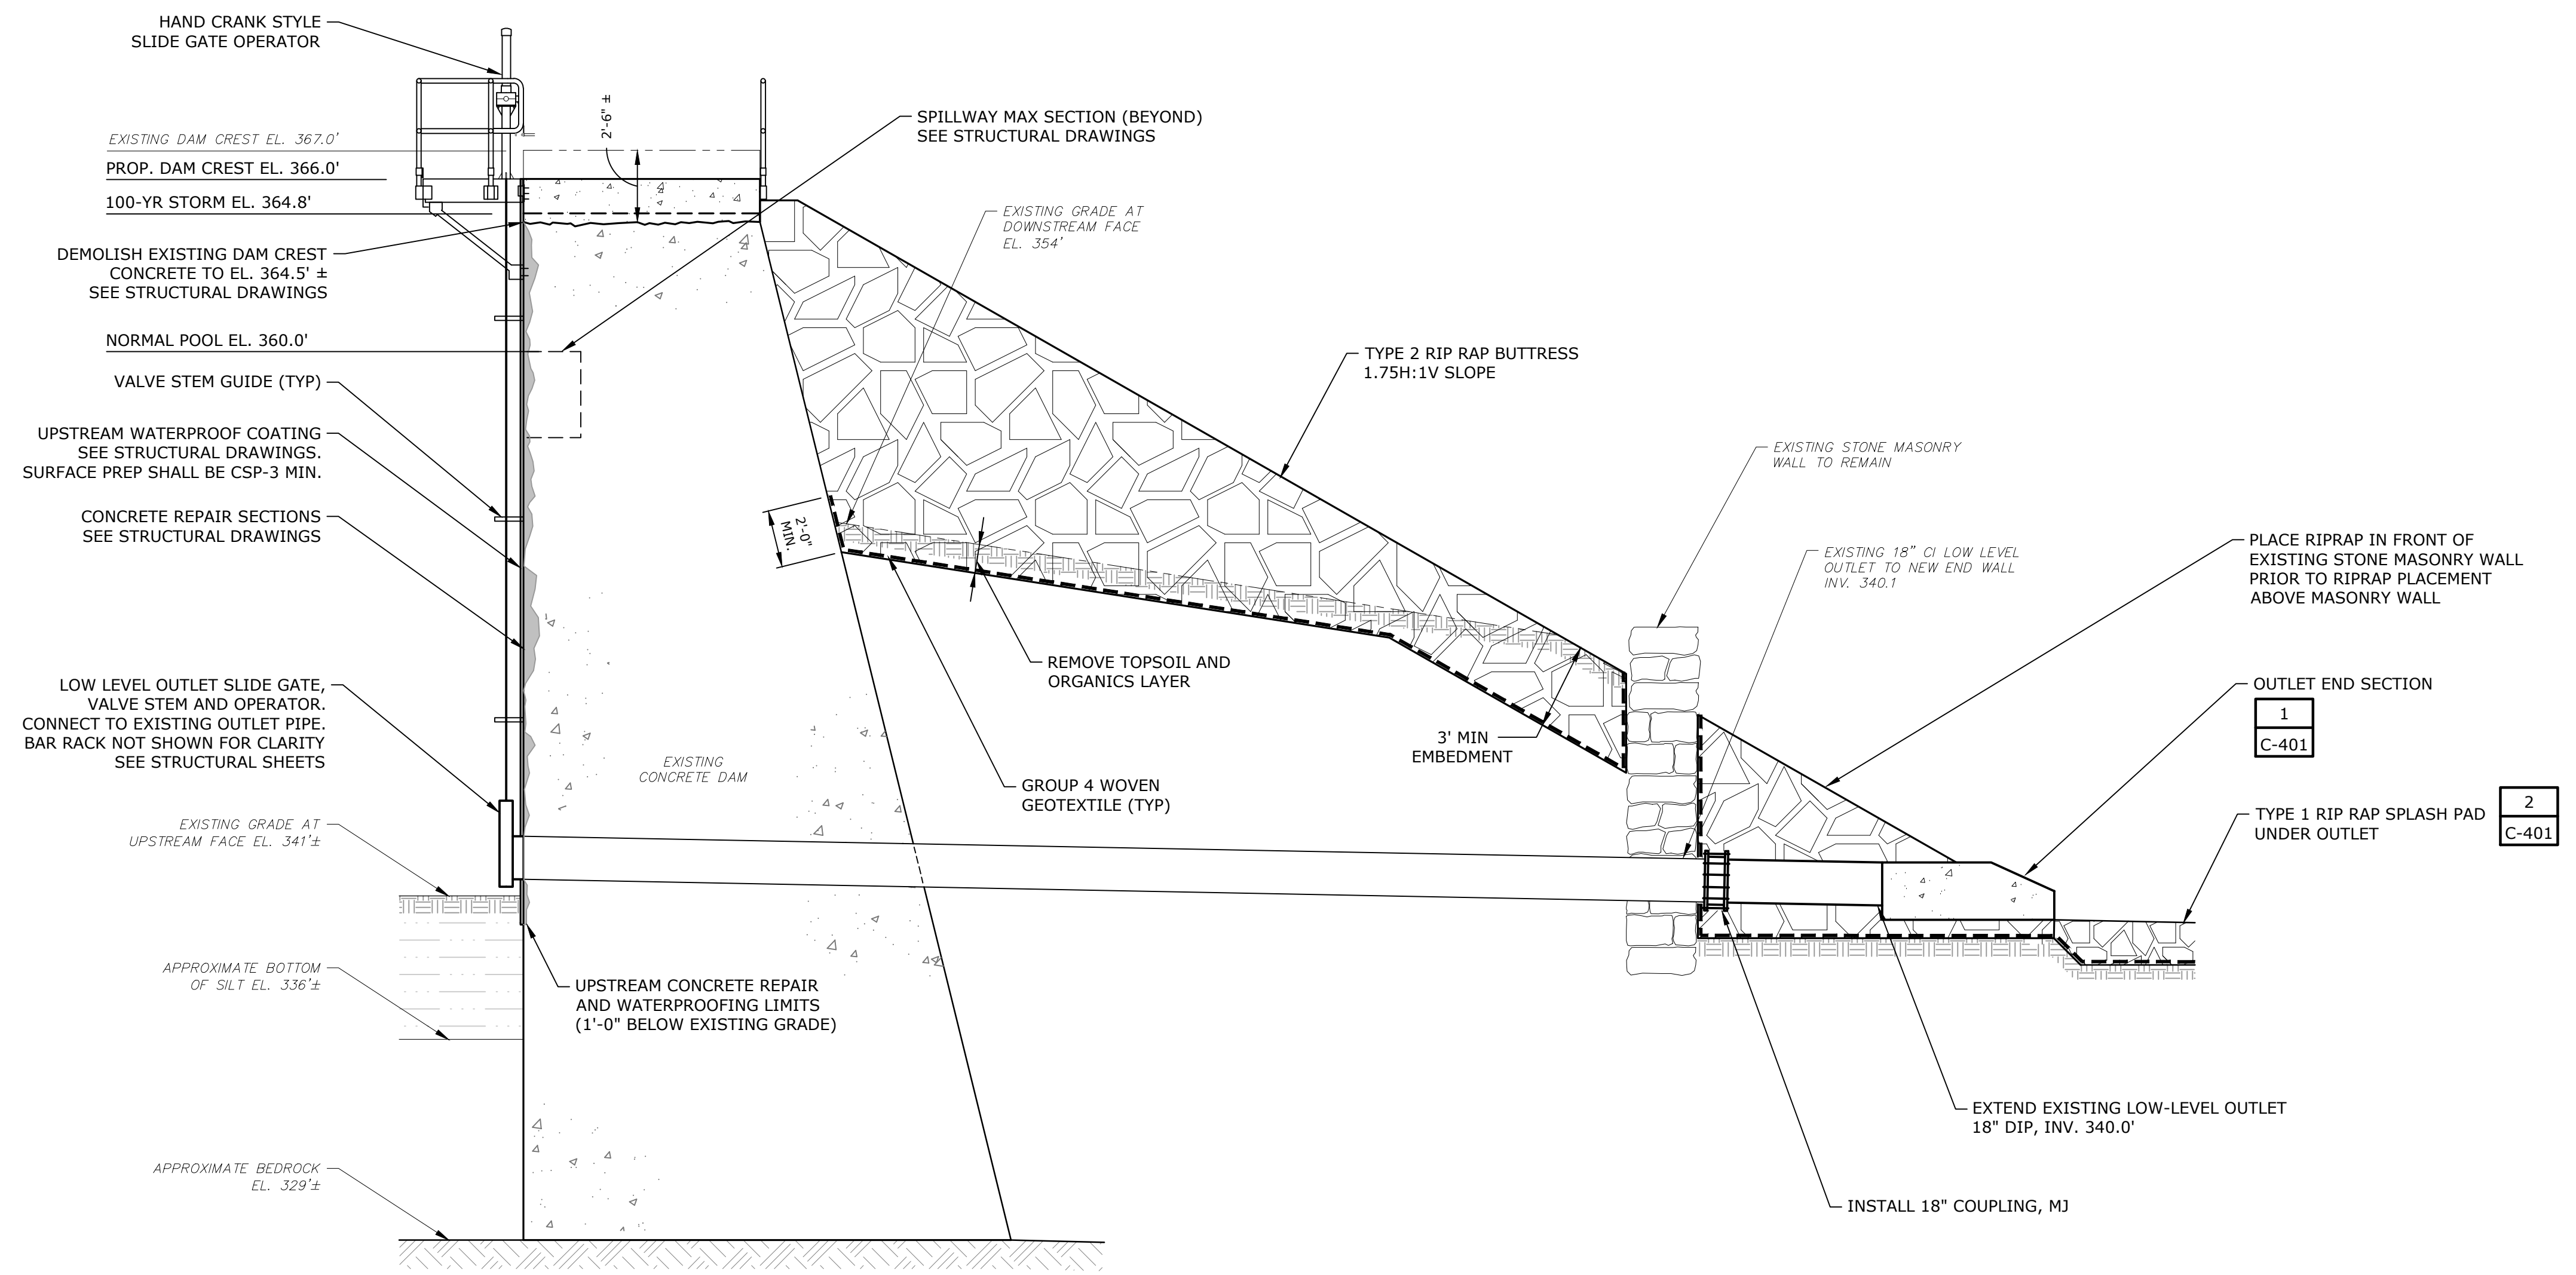 HAND CRANK STYLE
SLIDE GATE OPERATOR
EXISTING DAM CREST EL. 367.0'
PROP. DAM CREST EL. 366.0'
100-YR STORM EL. 364.8'
DEMOLISH EXISTING DAM CREST
CONCRETE TO EL. 364.5' ±
SEE STRUCTURAL DRAWINGS
NORMAL POOL EL. 360.0'
VALVE STEM GUIDE (TYP)
UPSTREAM WATERPROOF COATING
SEE STRUCTURAL DRAWINGS.
SURFACE PREP SHALL BE CSP-3 MIN.
CONCRETE REPAIR SECTIONS
SEE STRUCTURAL DRAWINGS
LOW LEVEL OUTLET SLIDE GATE,
VALVE STEM AND OPERATOR.
CONNECT TO EXISTING OUTLET PIPE.
BAR RACK NOT SHOWN FOR CLARITY
SEE STRUCTURAL SHEETS
EXISTING GRADE AT
UPSTREAM FACE EL. 341'±
APPROXIMATE BOTTOM
OF SILT EL. 336'±
APPROXIMATE BEDROCK
EL. 329'±
2'-6" ±
SPILLWAY MAX SECTION (BEYOND)
SEE STRUCTURAL DRAWINGS
EXISTING GRADE AT
DOWNSTREAM FACE
EL. 354'
2'-0"
MIN.
EXISTING
CONCRETE DAM
UPSTREAM CONCRETE REPAIR
AND WATERPROOFING LIMITS
(1'-0" BELOW EXISTING GRADE)
REMOVE TOPSOIL AND
ORGANICS LAYER
GROUP 4 WOVEN
GEOTEXTILE (TYP)
TYPE 2 RIP RAP BUTTRESS
1.75H:1V SLOPE
3' MIN
EMBEDMENT
EXISTING STONE MASONRY
WALL TO REMAIN
EXISTING 18" CI LOW LEVEL
OUTLET TO NEW END WALL
INV. 340.1
PLACE RIPRAP IN FRONT OF
EXISTING STONE MASONRY WALL
PRIOR TO RIPRAP PLACEMENT
ABOVE MASONRY WALL
OUTLET END SECTION
1
C-401
TYPE 1 RIP RAP SPLASH PAD
UNDER OUTLET
2
C-401
EXTEND EXISTING LOW-LEVEL OUTLET
18" DIP, INV. 340.0'
INSTALL 18" COUPLING, MJ